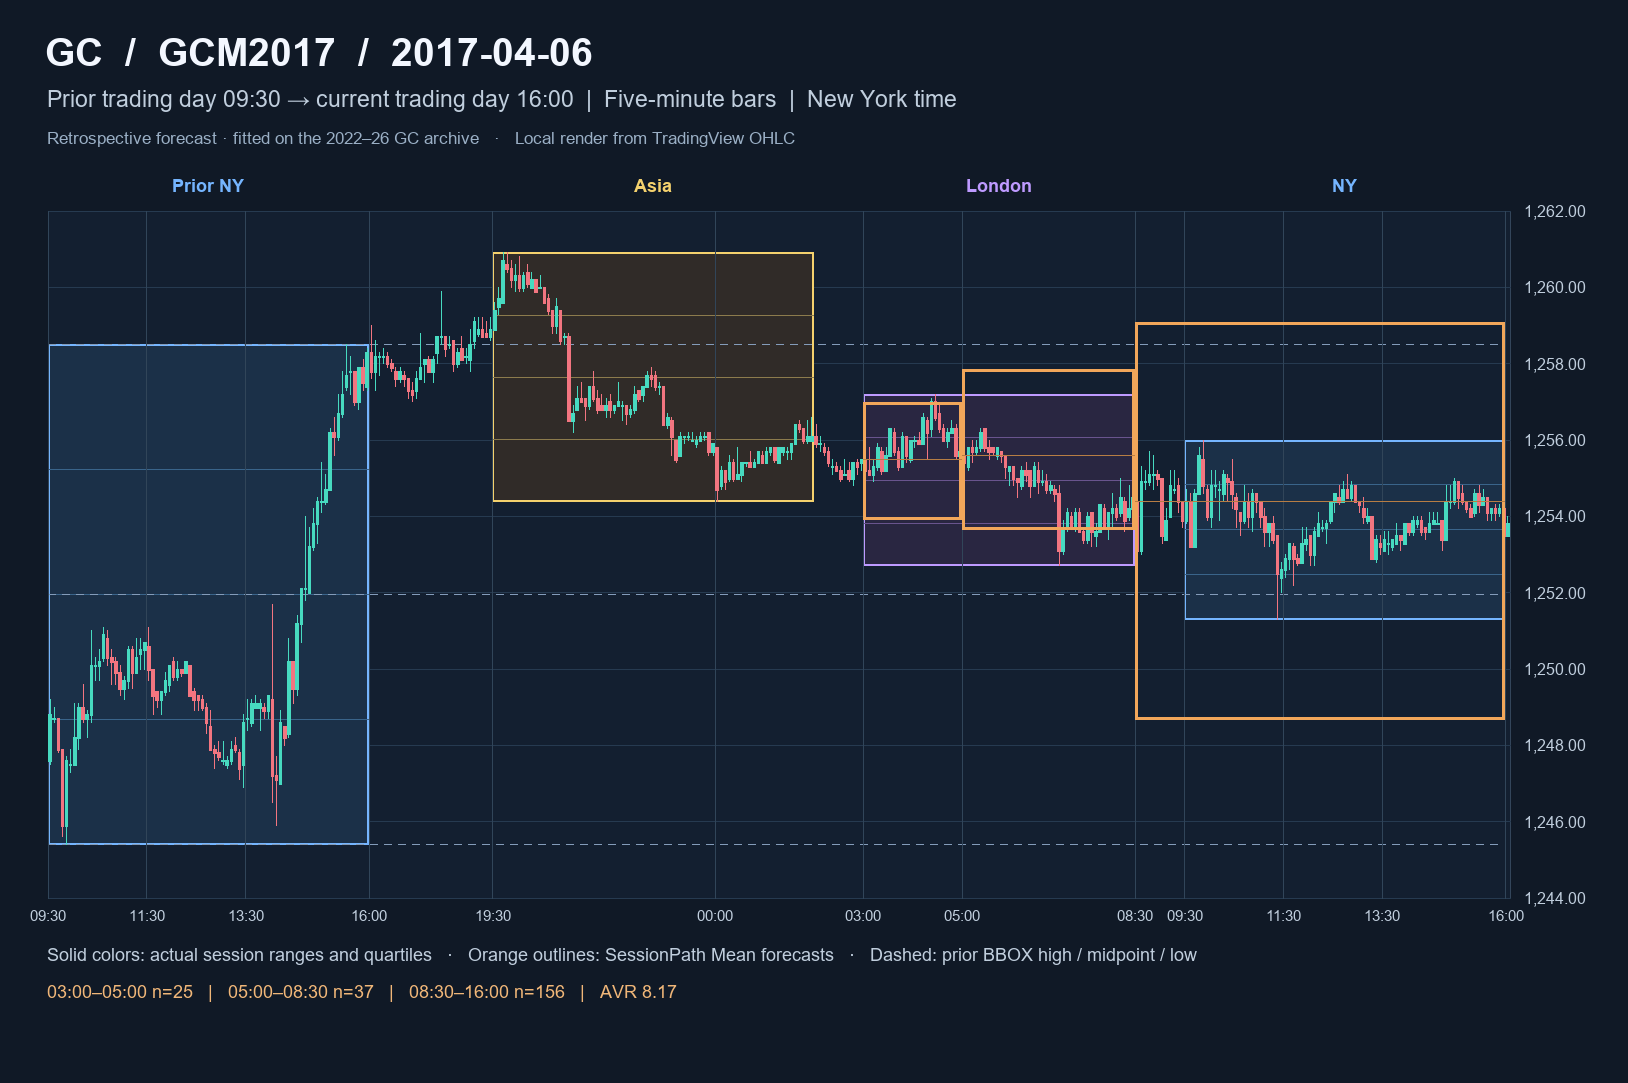 GC / GCM2017 / 2017-04-06
Prior trading day 09:30 → current trading day 16:00 | Five-minute bars | New York time
Retrospective forecast · fitted on the 2022–26 GC archive · Local render from TradingView OHLC
Prior NY Asia London NY
1,262.00
1,260.00
1,258.00
1,256.00
1,254.00
1,252.00
1,250.00
1,248.00
1,246.00
1,244.00
09:30 11:30 13:30 16:00 19:30 00:00 03:00 05:00 08:30 09:30 11:30 13:30 16:00
Solid colors: actual session ranges and quartiles · Orange outlines: SessionPath Mean forecasts · Dashed: prior BBOX high / midpoint / low
03:00–05:00 n=25 | 05:00–08:30 n=37 | 08:30–16:00 n=156 | AVR 8.17